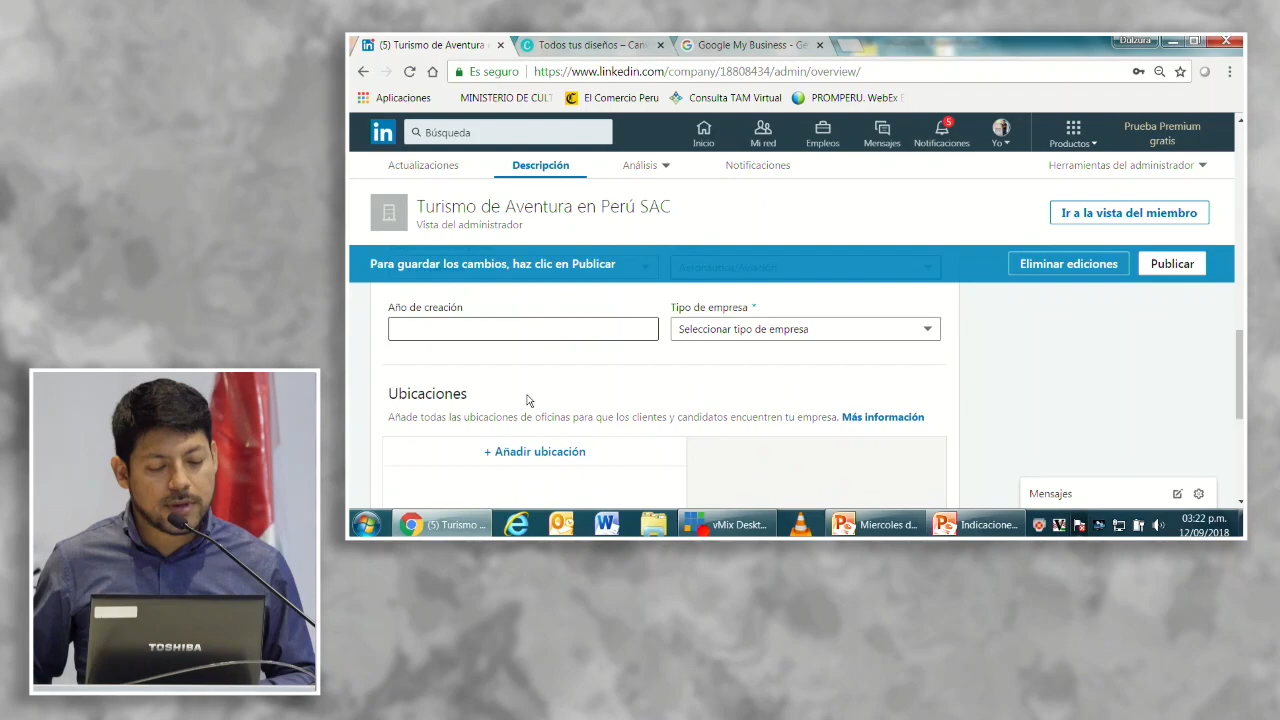 (5) Turismo de Aventura
Todos tus diseños – Can
Google My Business - Ge
Dulzura
Es seguro
https://www.linkedin.com/company/18808434/admin/overview/
Aplicaciones
MINISTERIO DE CULT
El Comercio Peru
Consulta TAM Virtual
PROMPERU. WebEx E
in
Búsqueda
Inicio
Mi red
Empleos
Mensajes
5
Notificaciones
Yo
Productos
Prueba Premium
gratis
Actualizaciones
Descripción
Análisis
Notificaciones
Herramientas del administrador
Turismo de Aventura en Perú SAC
Vista del administrador
Ir a la vista del miembro
Para guardar los cambios, haz clic en Publicar
Eliminar ediciones
Publicar
Año de creación
Tipo de empresa *
Seleccionar tipo de empresa
Ubicaciones
Añade todas las ubicaciones de oficinas para que los clientes y candidatos encuentren tu empresa. Más información
+ Añadir ubicación
Mensajes
(5) Turismo ...
vMix Deskt...
Miercoles d...
Indicacione...
03:22 p.m.
12/09/2018
TOSHIBA